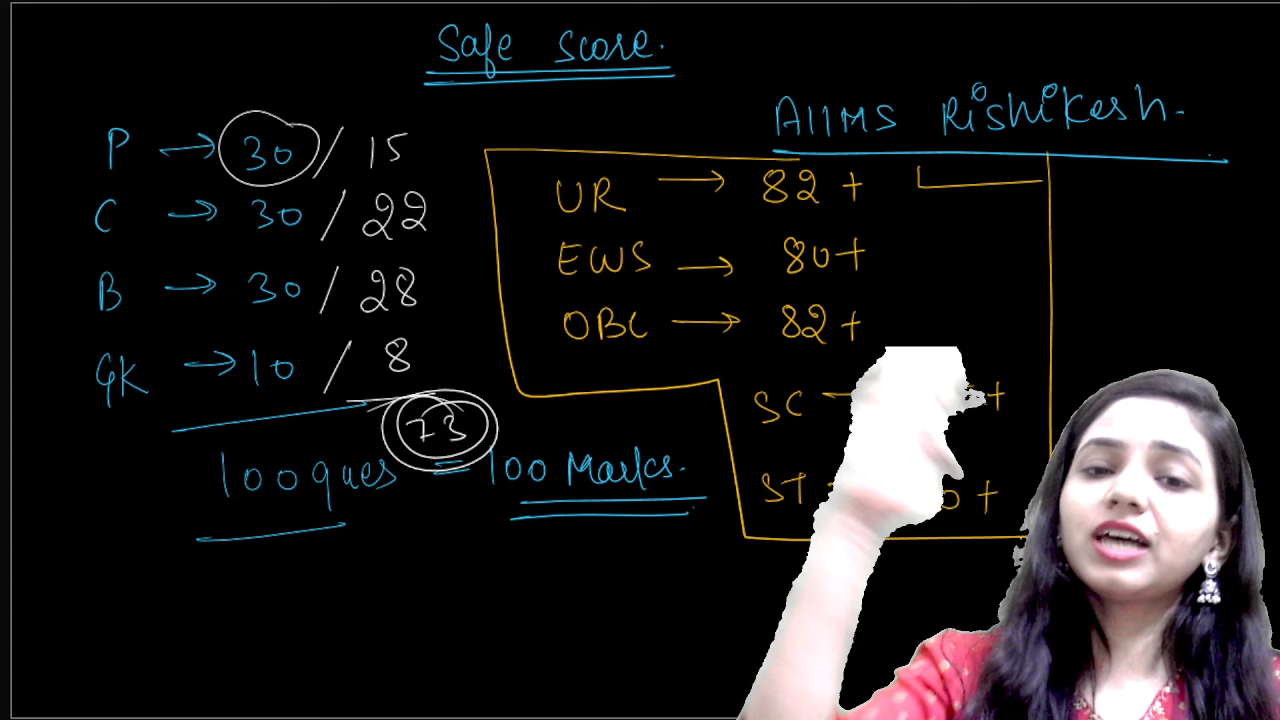 Safe score.
AIIMS Rishikesh.
P → 30 / 15
C → 30 / 22
B → 30 / 28
GK → 10 / 8
73
100 ques = 100 Marks.
UR → 82+
EWS → 80+
OBC → 82+
SC
ST